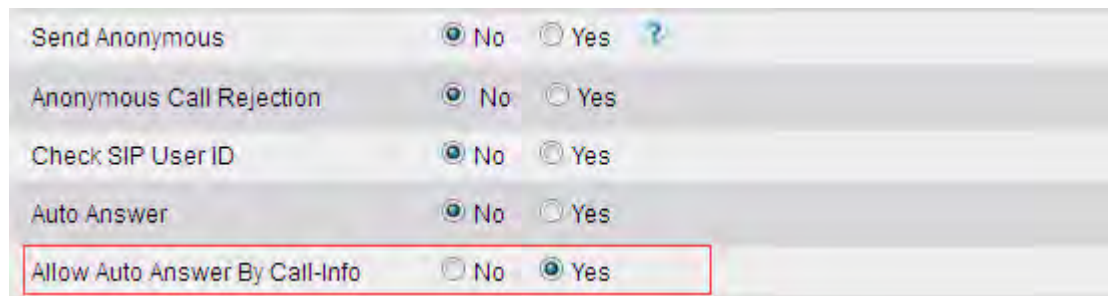 Send Anonymous No Yes ?
Anonymous Call Rejection No Yes
Check SIP User ID No Yes
Auto Answer No Yes
Allow Auto Answer By Call-Info No Yes